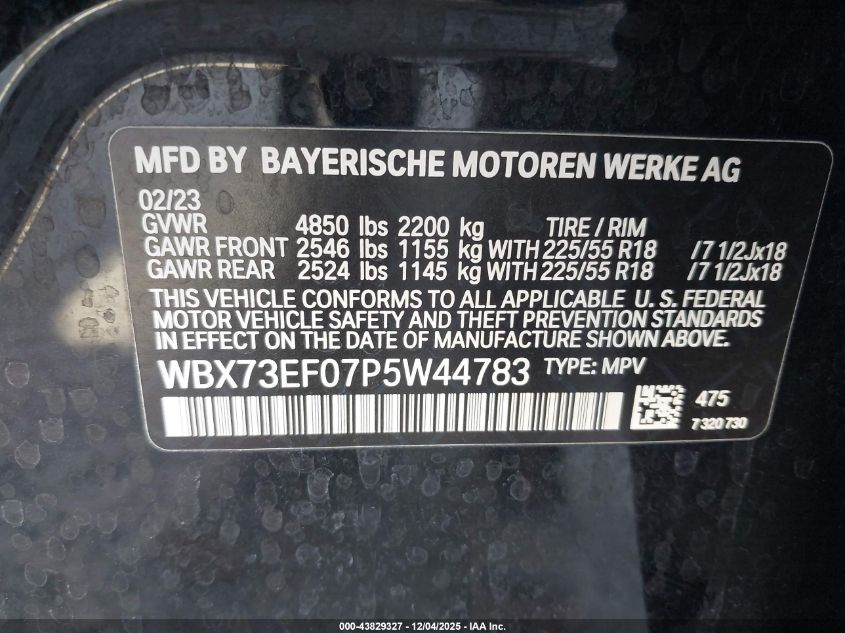 MFD BY BAYERISCHE MOTOREN WERKE AG
02/23
GVWR 4850 lbs 2200 kg TIRE / RIM
GAWR FRONT 2546 lbs 1155 kg WITH 225/55 R18 /7 1/2Jx18
GAWR REAR 2524 lbs 1145 kg WITH 225/55 R18 /7 1/2Jx18
THIS VEHICLE CONFORMS TO ALL APPLICABLE U. S. FEDERAL
MOTOR VEHICLE SAFETY AND THEFT PREVENTION STANDARDS
IN EFFECT ON THE DATE OF MANUFACTURE SHOWN ABOVE.
WBX73EF07P5W44783 TYPE: MPV
475
7 320 730
000-43829327 - 12/04/2025 - IAA Inc.